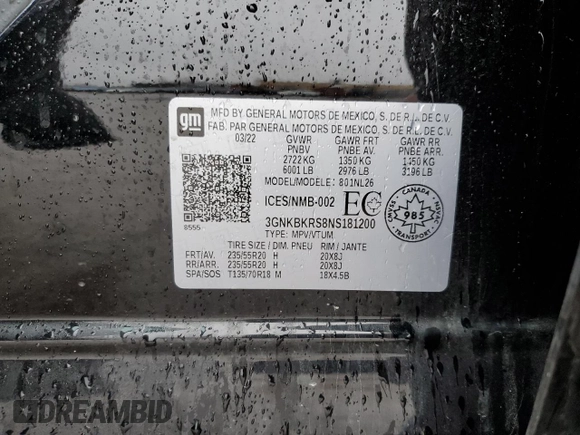 gm
MFD BY GENERAL MOTORS DE MEXICO, S. DE R.L. DE C.V.
FAB. PAR GENERAL MOTORS DE MEXICO, S. DE R.L. DE C.V.
03/22 GVWR GAWR FRT GAWR RR
PNBV PNBE AV. PNBE ARR.
2722 KG 1350 KG 1450 KG
6001 LB 2976 LB 3196 LB
MODEL/MODELE: 801NL26
ICES/NMB-002 EC
CANADA
985
TRANSPORT
3GNKBKRS8NS181200
8555
TYPE: MPV/VTUM
TIRE SIZE / DIM. PNEU RIM / JANTE
FRT/AV. 235/55R20 H 20X8J
RR/ARR. 235/55R20 H 20X8J
SPA/SOS T135/70R18 M 18X4.5B
DREAMBID